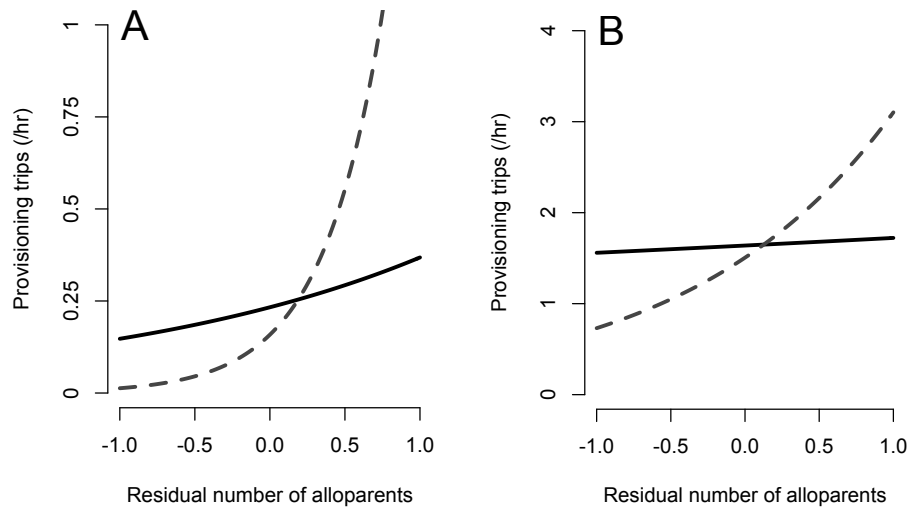 A
Provisioning trips (/hr)
1
0.75
0.5
0.25
0
-1.0 -0.5 0.0 0.5 1.0
Residual number of alloparents
B
Provisioning trips (/hr)
4
3
2
1
0
-1.0 -0.5 0.0 0.5 1.0
Residual number of alloparents